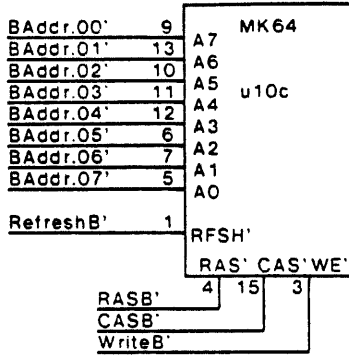 BAddr.00' 9 MK64
A7
BAddr.01' 13
A6
BAddr.02' 10
A5
BAddr.03' 11 u10c
A4
BAddr.04' 12
A3
BAddr.05' 6
A2
BAddr.06' 7
A1
BAddr.07' 5
A0
RefreshB' 1
RFSH'
RAS' CAS' WE'
4 15 3
RASB'
CASB'
WriteB'